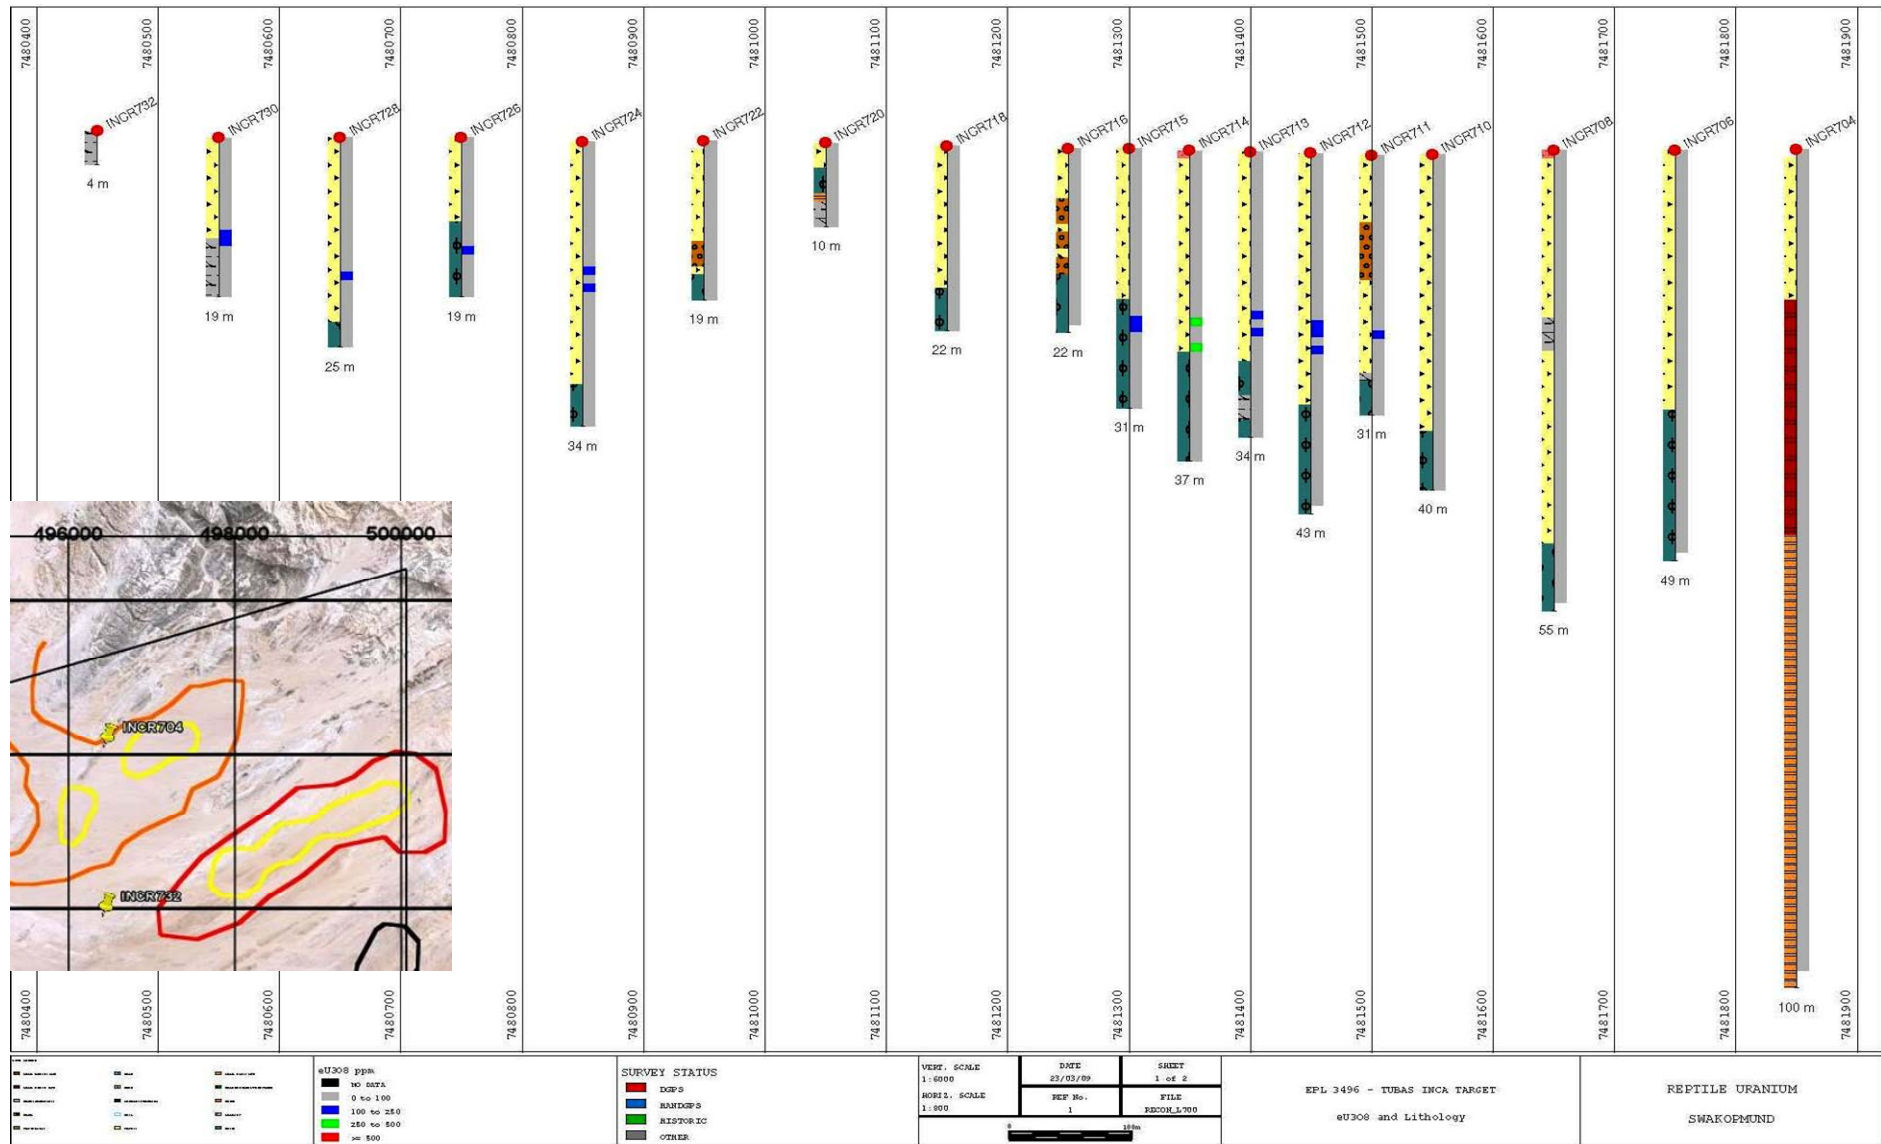 7480400 7480500 7480600 7480700 7480800 7480900 7481000 7481100 7481200 7481300 7481400 7481500 7481600 7481700 7481800 7481900
INCR732 INCR730 INCR728 INCR726 INCR724 INCR722 INCR720 INCR718 INCR716 INCR715 INCR714 INCR713 INCR712 INCR711 INCR710 INCR708 INCR706 INCR704
4 m
10 m
19 m 19 m 19 m
22 m 22 m
25 m
31 m 31 m
34 m 34 m
37 m
40 m
43 m
49 m
55 m
100 m
496000 498000 500000
INCR704
INCR732
7480400 7480500 7480600 7480700 7480800 7480900 7481000 7481100 7481200 7481300 7481400 7481500 7481600 7481700 7481800 7481900
eU3O8 ppm
NO DATA
0 to 100
100 to 250
250 to 500
>= 500
SURVEY STATUS
DGPS
HANDGPS
HISTORIC
OTHER
VERT. SCALE
1:6000
HORIZ. SCALE
1:800
DATE
23/03/09
SHEET
1 of 2
REF No.
1
FILE
RECON_L700
0 100m
EPL 3496 - TUBAS INCA TARGET
eU3O8 and Lithology
REPTILE URANIUM
SWAKOPMUND